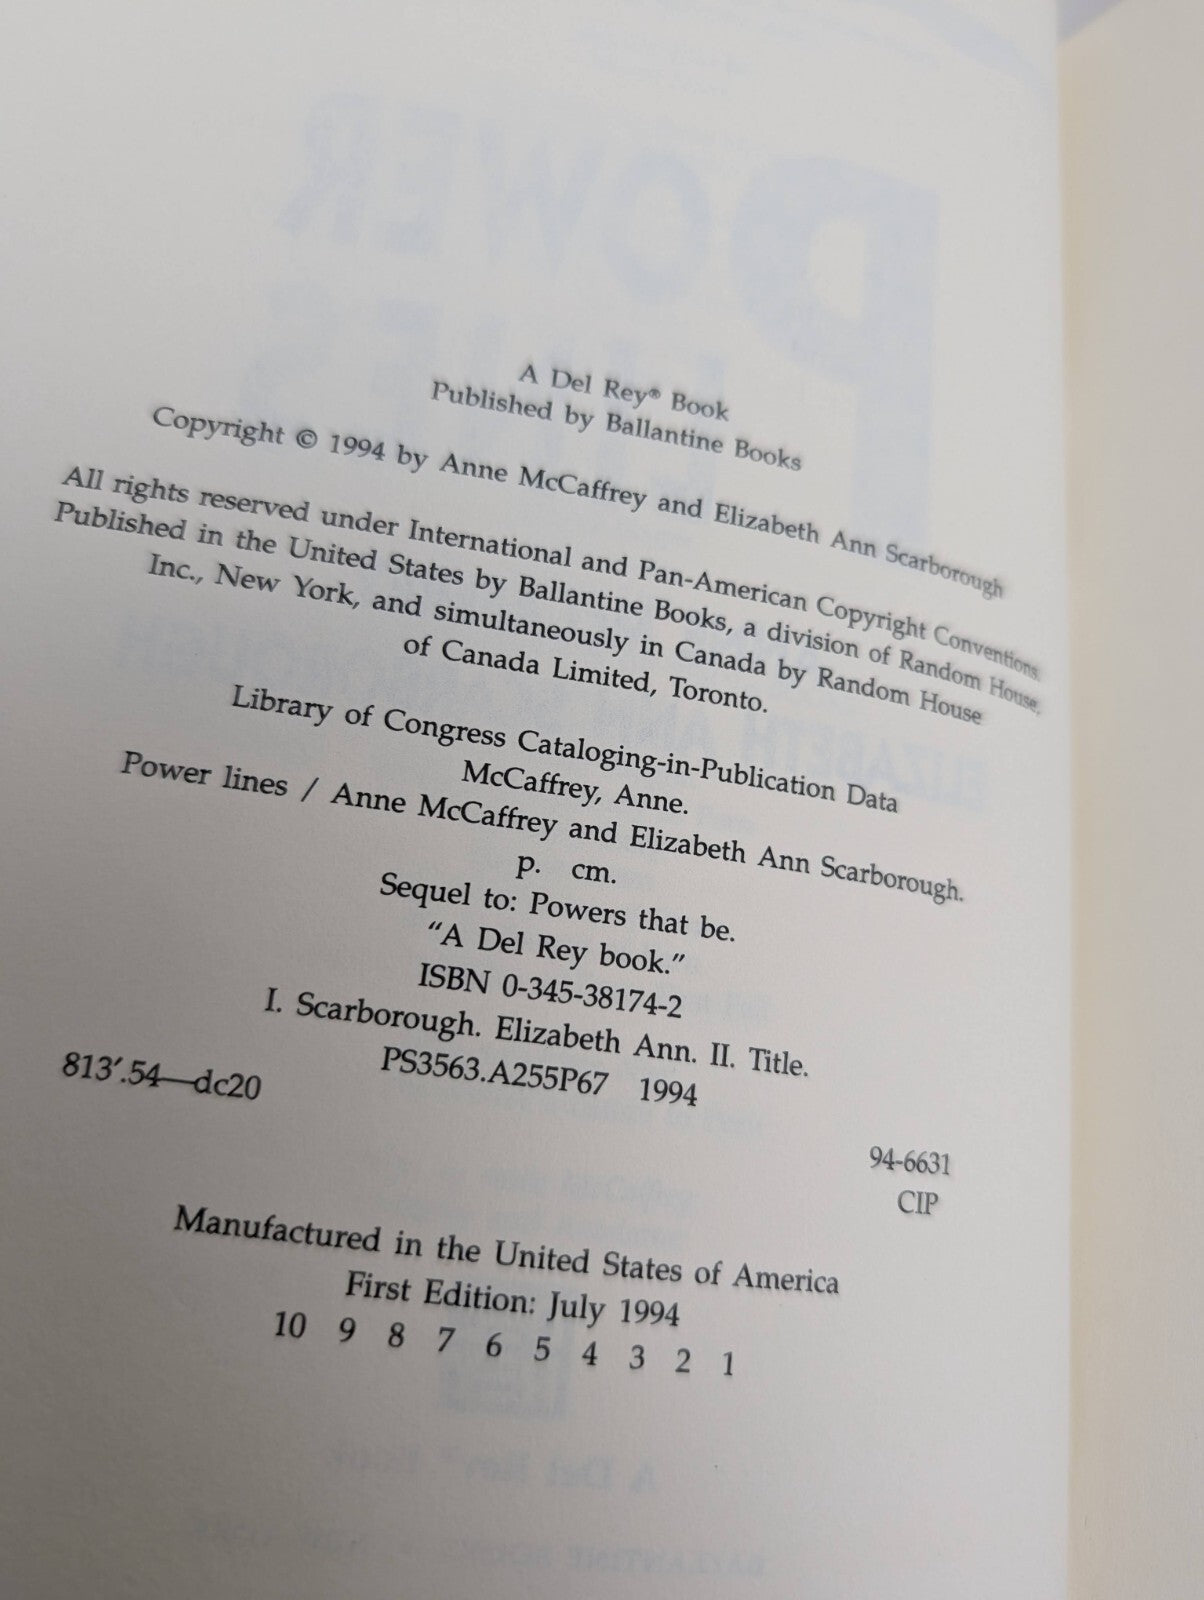 A Del Rey® Book
Published by Ballantine Books
Copyright © 1994 by Anne McCaffrey and Elizabeth Ann Scarborough
All rights reserved under International and Pan-American Copyright Conventions.
Published in the United States by Ballantine Books, a division of Random House,
Inc., New York, and simultaneously in Canada by Random House
of Canada Limited, Toronto.
Library of Congress Cataloging-in-Publication Data
McCaffrey, Anne.
Power lines / Anne McCaffrey and Elizabeth Ann Scarborough.
p. cm.
Sequel to: Powers that be.
"A Del Rey book."
ISBN 0-345-38174-2
I. Scarborough. Elizabeth Ann. II. Title.
PS3563.A255P67 1994
813'.54—dc20
94-6631
CIP
Manufactured in the United States of America
First Edition: July 1994
10 9 8 7 6 5 4 3 2 1